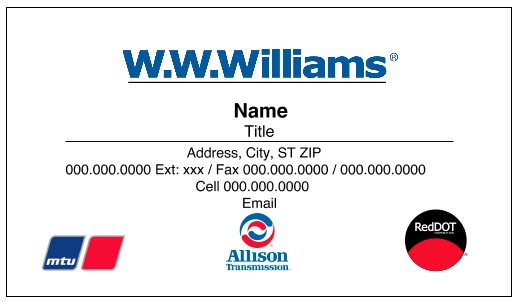 W.W.Williams®
Name
Title
Address, City, ST ZIP
000.000.0000 Ext: xxx / Fax 000.000.0000 / 000.000.0000
Cell 000.000.0000
Email
mtu
Allison
Transmission
RedDOT